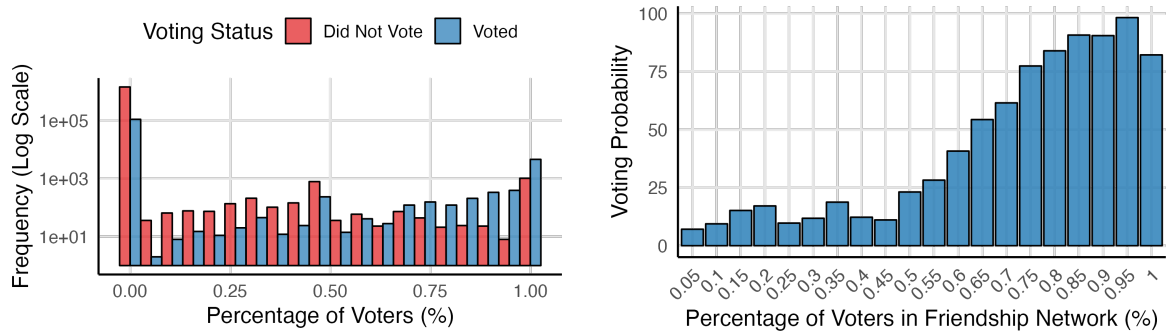 Voting Status Did Not Vote Voted
Frequency (Log Scale)
1e+05
1e+03
1e+01
0.00 0.25 0.50 0.75 1.00
Percentage of Voters (%)
Voting Probability
100
75
50
25
0
0.05 0.1 0.15 0.2 0.25 0.3 0.35 0.4 0.45 0.5 0.55 0.6 0.65 0.7 0.75 0.8 0.85 0.9 0.95 1
Percentage of Voters in Friendship Network (%)